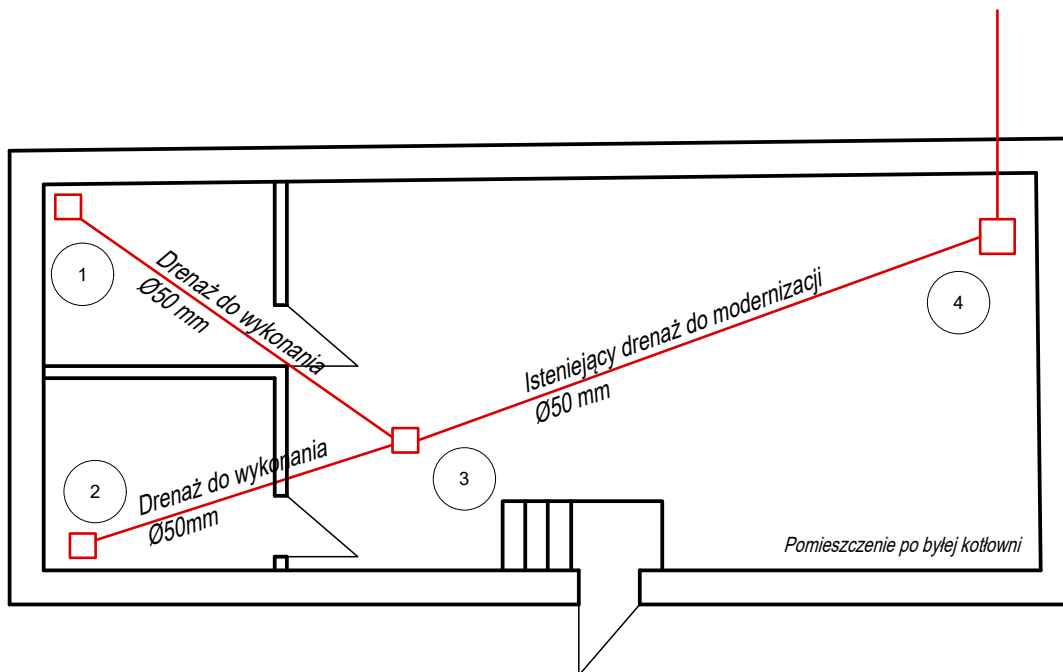 1
Drenaż do wykonania
Ø50 mm
4
Isteniejący drenaż do modernizacji
Ø50 mm
2
Drenaż do wykonania
Ø50mm
3
Pomieszczenie po byłej kotłowni